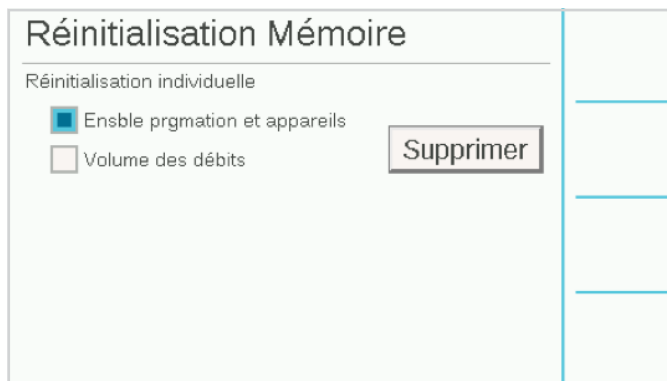 Réinitialisation Mémoire
Réinitialisation individuelle
Ensble prgmation et appareils
Volume des débits
Supprimer